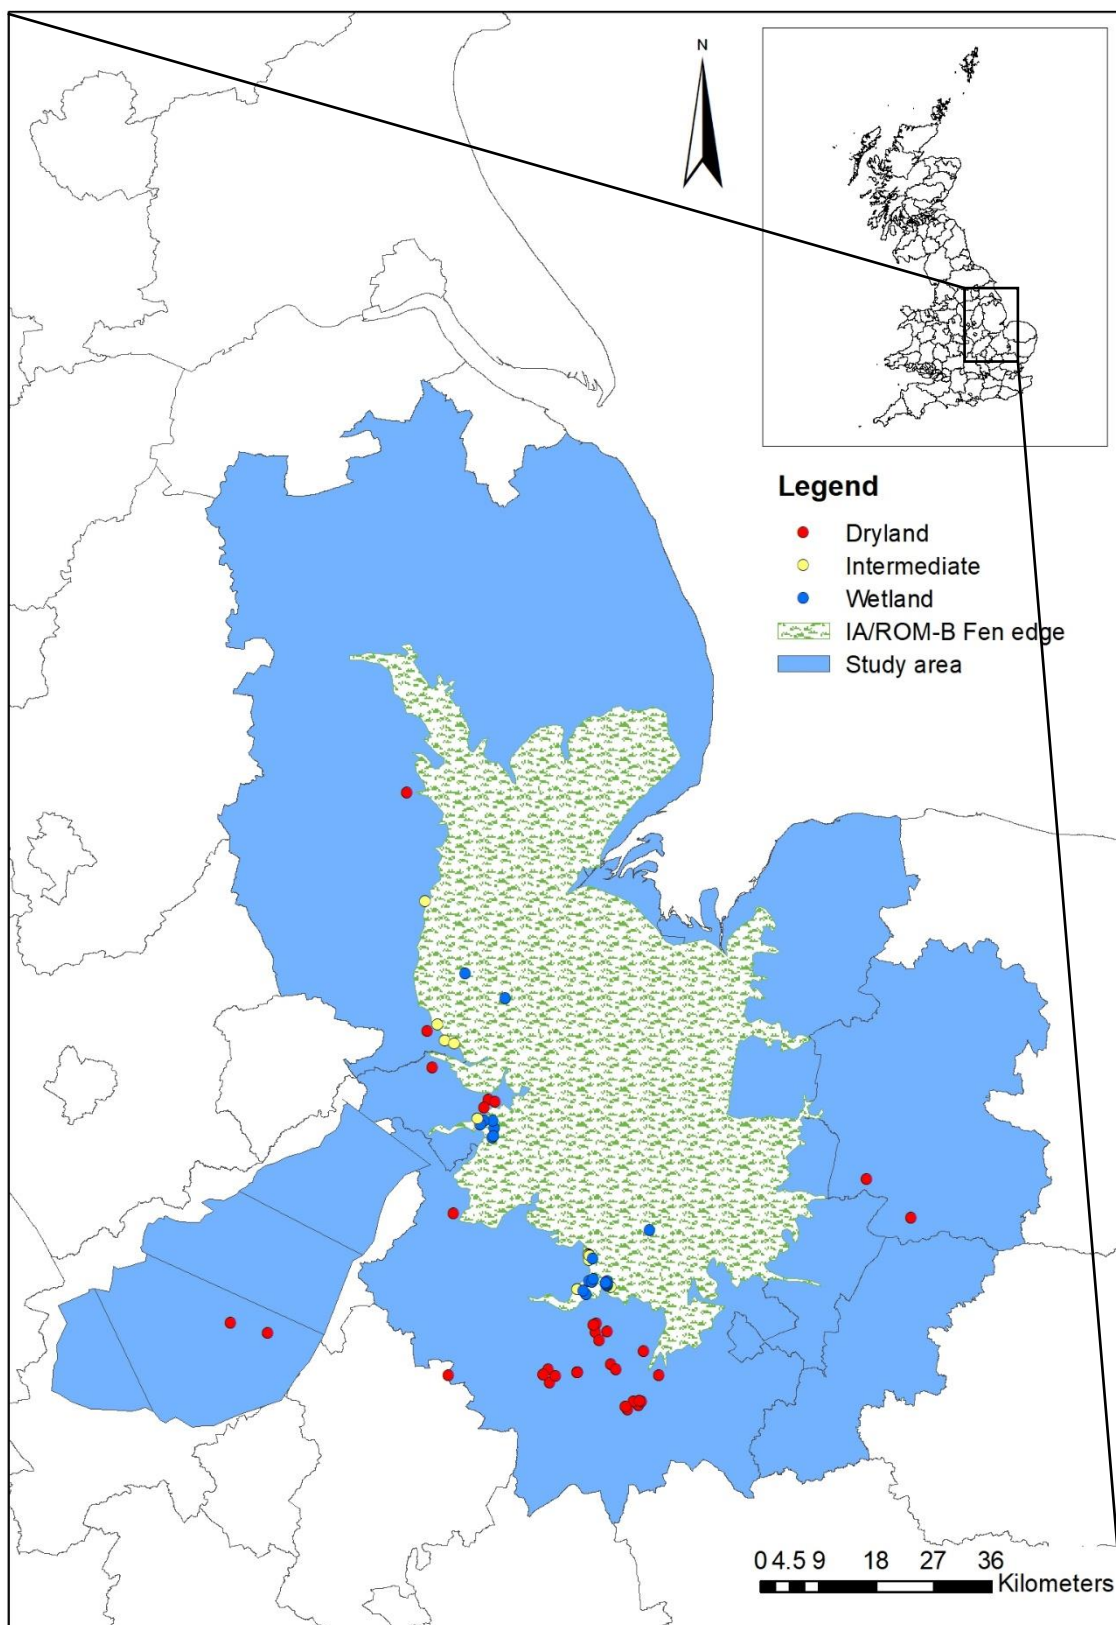 N
Legend
Dryland
Intermediate
Wetland
IA/ROM-B Fen edge
Study area
0 4.5 9 18 27 36
Kilometers